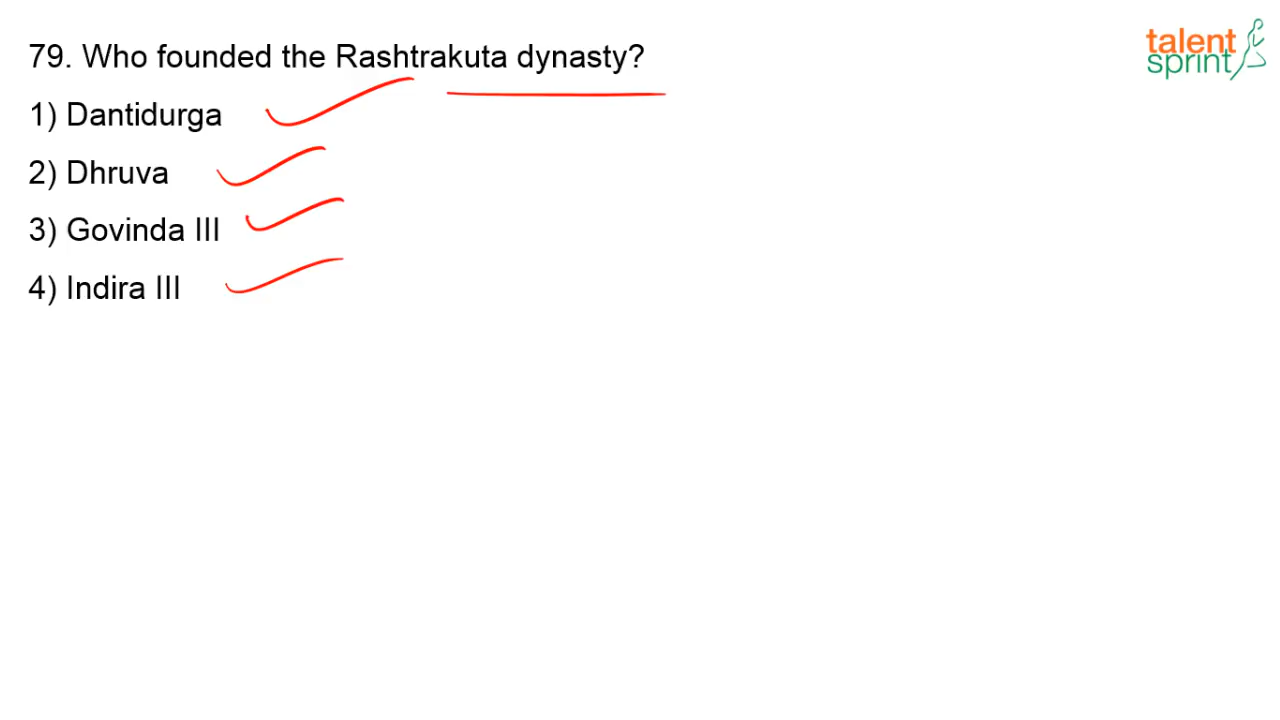 79. Who founded the Rashtrakuta dynasty?
talent
sprint
1) Dantidurga
2) Dhruva
3) Govinda III
4) Indira III